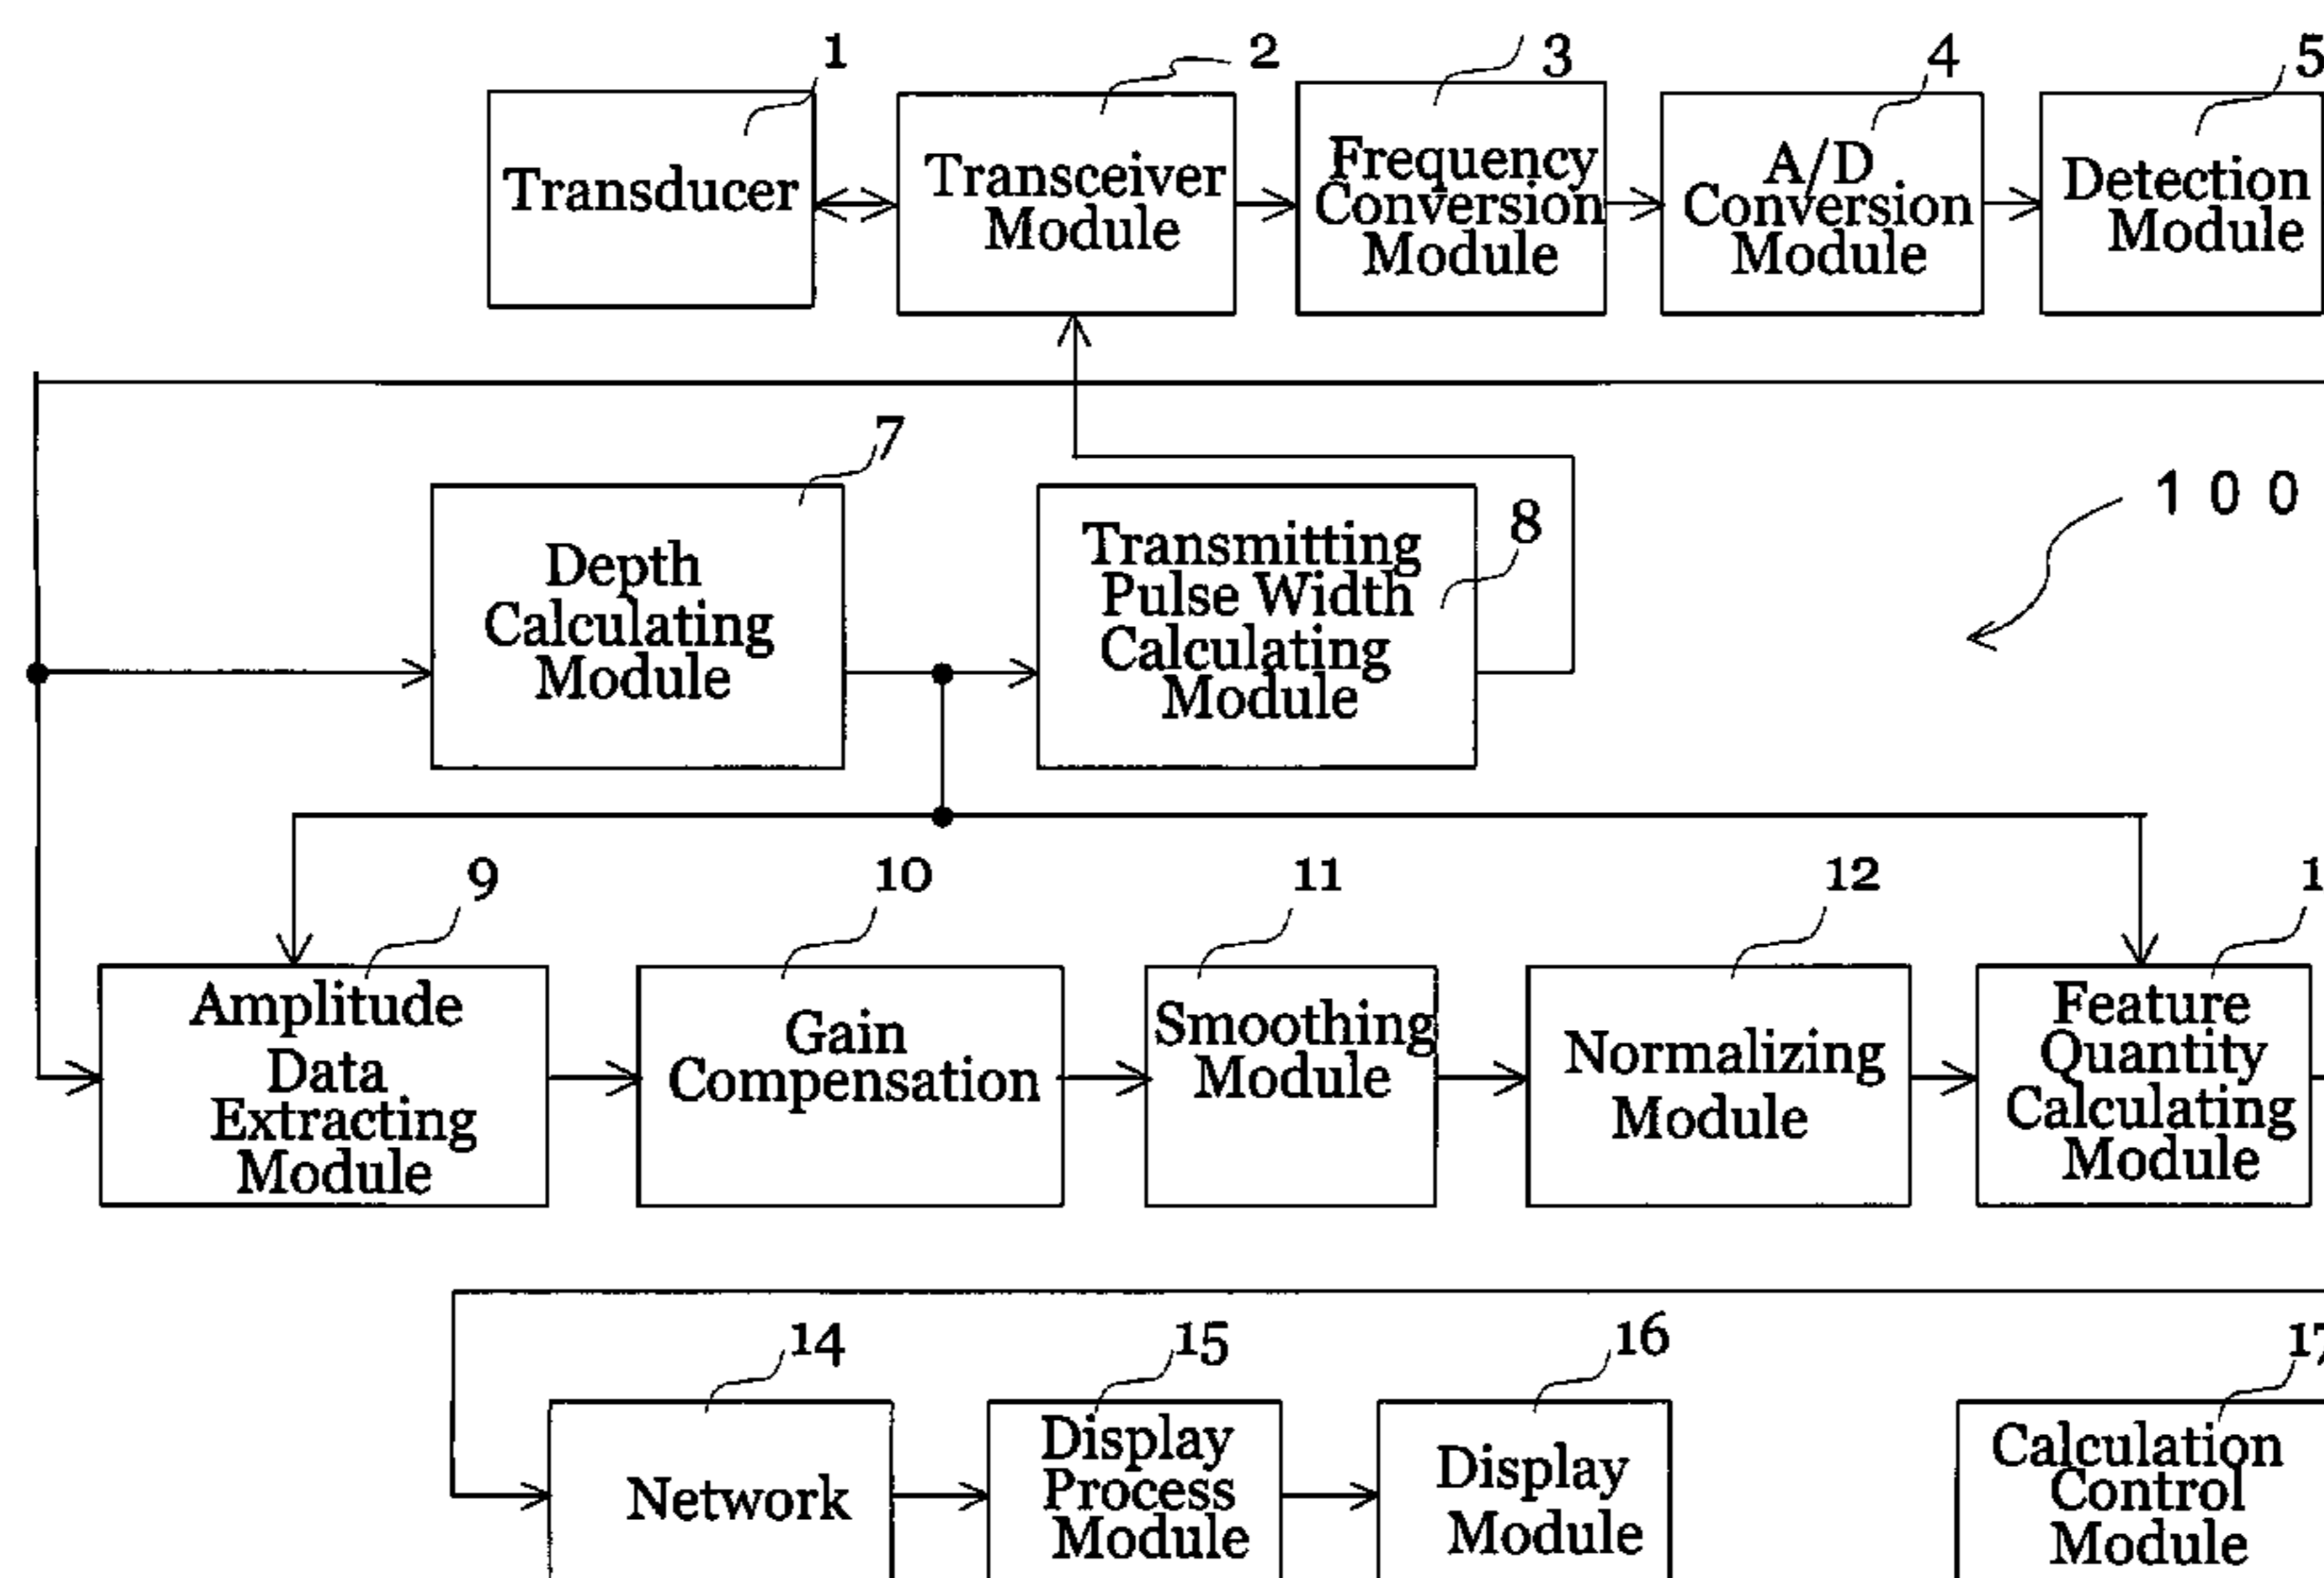 1
2
3
4
5
Transducer
Transceiver
Module
Frequency
Conversion
Module
A/D
Conversion
Module
Detection
Module
7
8
100
Depth
Calculating
Module
Transmitting
Pulse Width
Calculating
Module
9
10
11
12
1
Amplitude
Data
Extracting
Module
Gain
Compensation
Smoothing
Module
Normalizing
Module
Feature
Quantity
Calculating
Module
14
15
16
17
Network
Display
Process
Module
Display
Module
Calculation
Control
Module